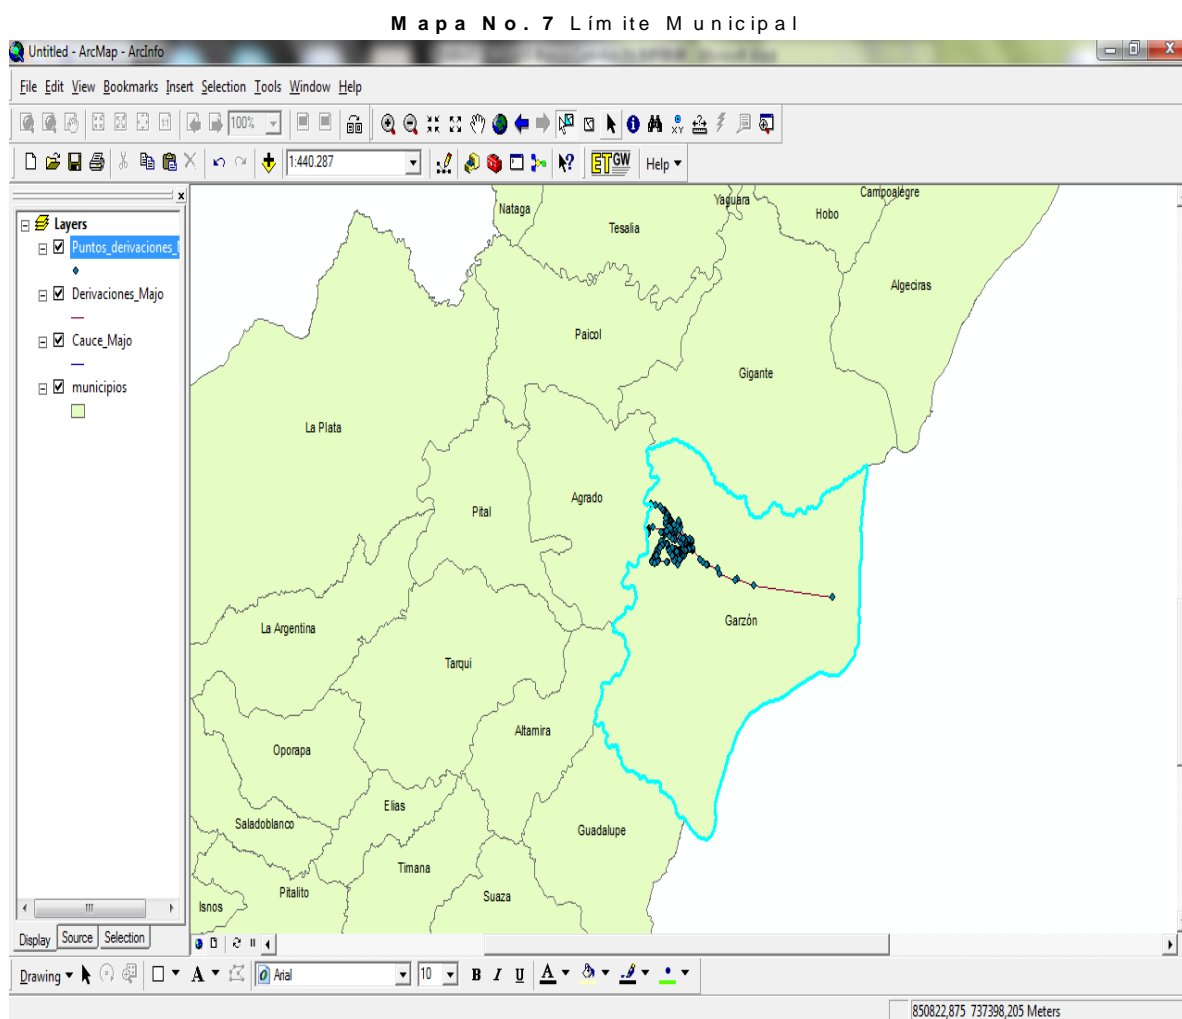 Mapa No. 7 Límite Municipal
Untitled - ArcMap - ArcInfo
File Edit View Bookmarks Insert Selection Tools Window Help
100%
1:440.287
ET GW Help
Layers
Puntos_derivaciones_
Derivaciones_Majo
Cauce_Majo
municipios
Display Source Selection
Nataga
Yaguara
Campoalegre
Hobo
Tesalia
Algeciras
Paicol
Gigante
La Plata
Agrado
Pital
Garzón
La Argentina
Tarqui
Altamira
Oporapa
Elias
Saladoblanco
Guadalupe
Timana
Pitalito
Suaza
Isnos
Drawing A Arial 10 B I U A
850822,875 737398,205 Meters